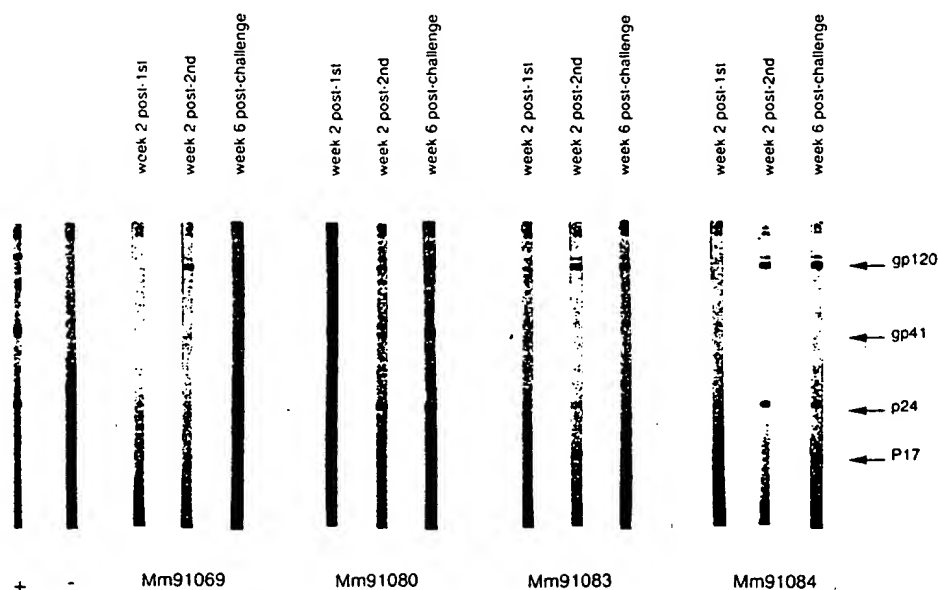 week 2 post-1st
week 2 post-2nd
week 6 post-challenge
week 2 post-1st
week 2 post-2nd
week 6 post-challenge
week 2 post-1st
week 2 post-2nd
week 6 post-challenge
week 2 post-1st
week 2 post-2nd
week 6 post-challenge
gp120
gp41
p24
P17
+
-
Mm91069
Mm91080
Mm91083
Mm91084